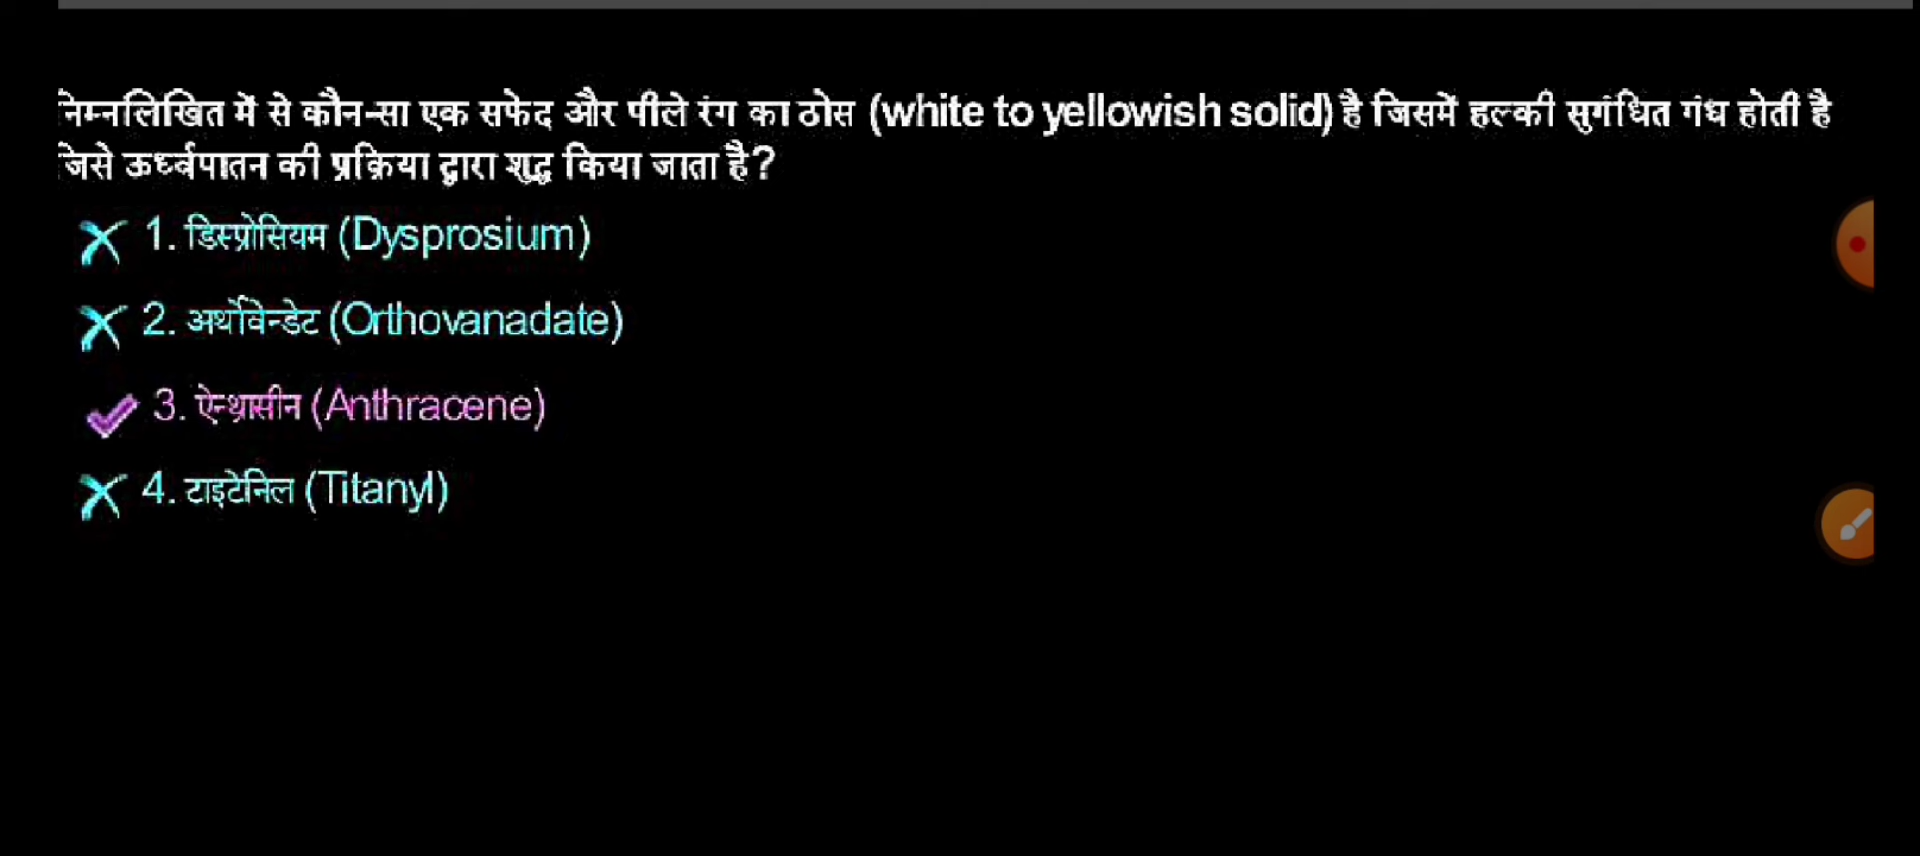 निम्नलिखित में से कौन-सा एक सफेद और पीले रंग का ठोस (white to yellowish solid) है जिसमें हल्की सुगंधित गंध होती है
जिसे ऊर्ध्वपातन की प्रक्रिया द्वारा शुद्ध किया जाता है?
1. डिस्प्रोसियम (Dysprosium)
2. अर्थोवेन्डेट (Orthovanadate)
3. ऐन्थ्रासीन (Anthracene)
4. टाइटेनिल (Titanyl)